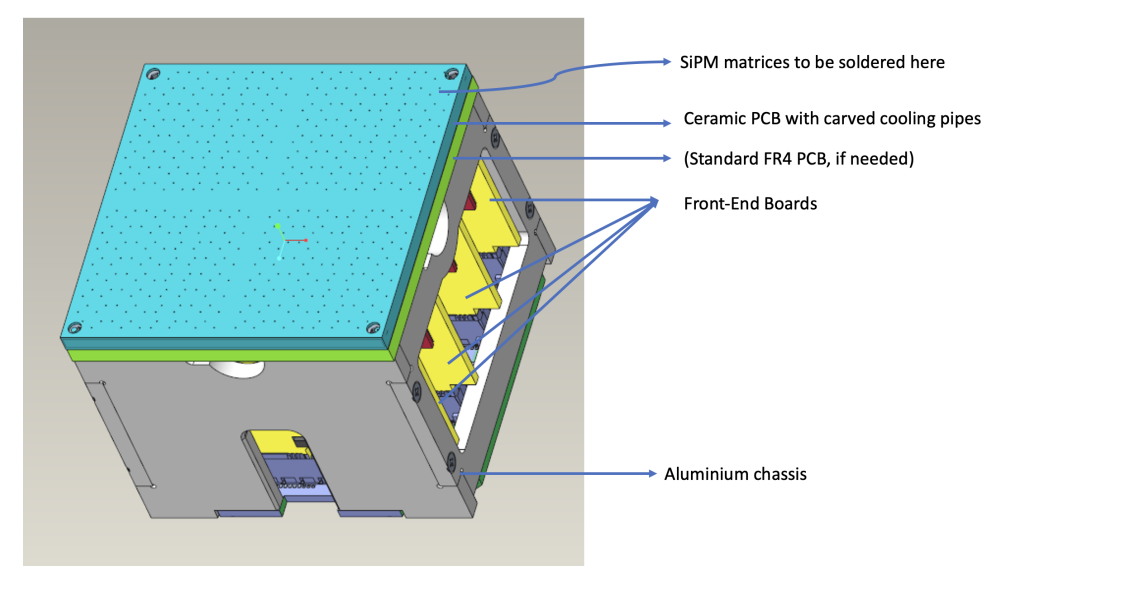 SiPM matrices to be soldered here
Ceramic PCB with carved cooling pipes
(Standard FR4 PCB, if needed)
Front-End Boards
Aluminium chassis